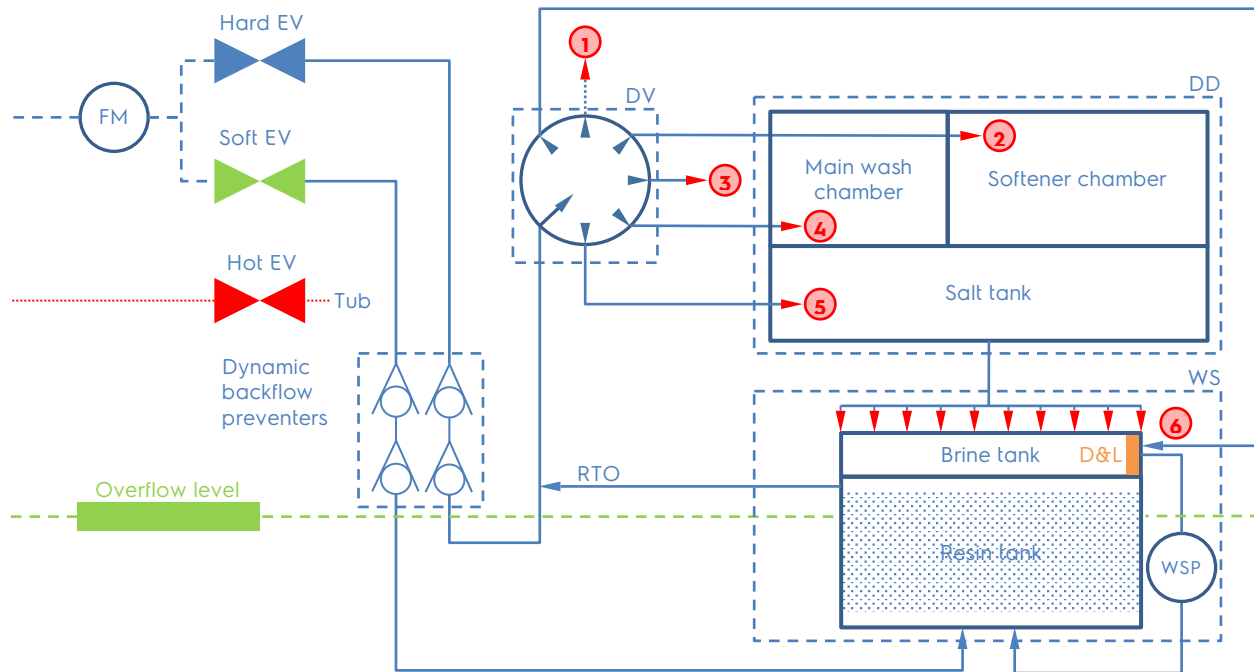 Hard EV
1
DV
DD
FM
Soft EV
2
Main wash
chamber
Softener chamber
3
4
Hot EV
Tub
5
Salt tank
Dynamic
backflow
preventers
WS
6
Brine tank
D&L
RTO
Overflow level
Resin tank
WSP